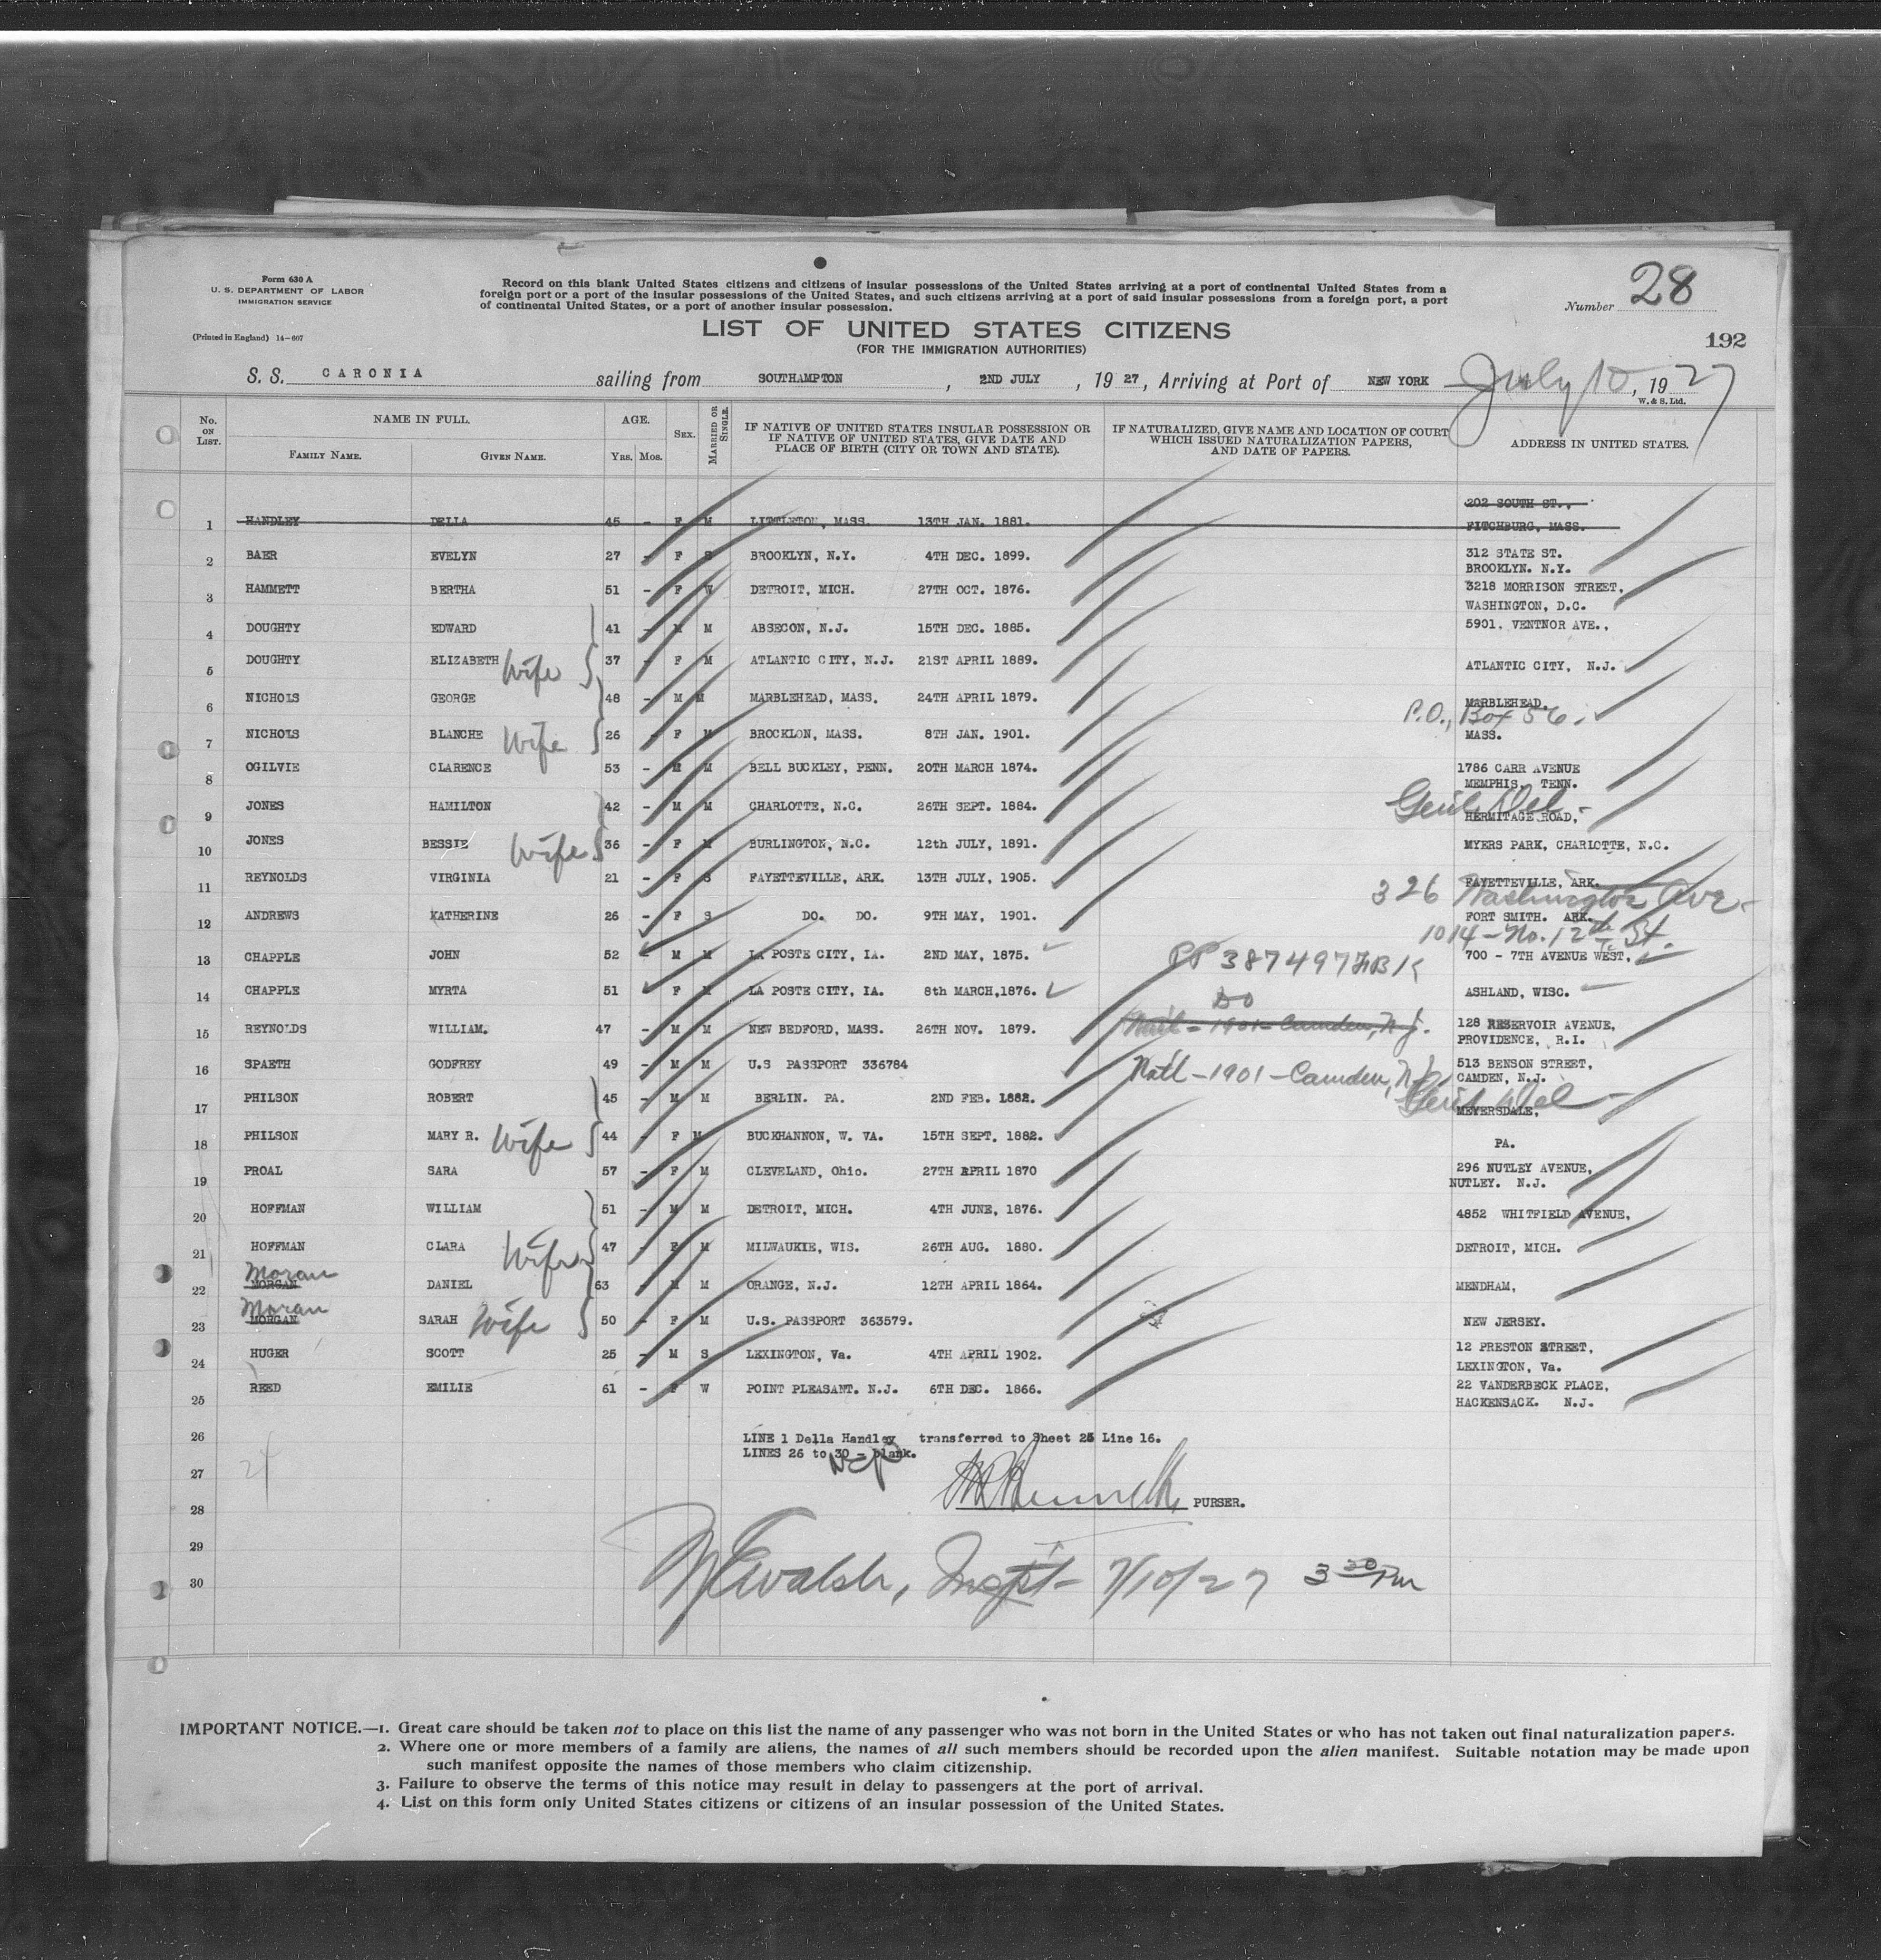 Form 630 A
U. S. DEPARTMENT OF LABOR
IMMIGRATION SERVICE
(Printed in England) 14-607
Record on this blank United States citizens and citizens of insular possessions of the United States arriving at a port of continental United States from a
foreign port or a port of the insular possessions of the United States, and such citizens arriving at a port of said insular possessions from a foreign port, a port
of continental United States, or a port of another insular possession.
Number 28
LIST OF UNITED STATES CITIZENS
(FOR THE IMMIGRATION AUTHORITIES)
192
S. S. CARONIA sailing from SOUTHAMPTON, 2ND JULY, 1927, Arriving at Port of NEW YORK July 10, 1927
W. & S. Ltd.
No. ON LIST. NAME IN FULL. FAMILY NAME. GIVEN NAME. AGE. YRS. MOS. SEX. MARRIED OR SINGLE. IF NATIVE OF UNITED STATES INSULAR POSSESSION OR IF NATIVE OF UNITED STATES, GIVE DATE AND PLACE OF BIRTH (CITY OR TOWN AND STATE). IF NATURALIZED, GIVE NAME AND LOCATION OF COURT WHICH ISSUED NATURALIZATION PAPERS, AND DATE OF PAPERS. ADDRESS IN UNITED STATES.
1 HANDLEY DELLA 45 - F M LITTLETON, MASS. 13TH JAN. 1881. 202 SOUTH ST., FITCHBURG, MASS.
2 BAER EVELYN 27 - F S BROOKLYN, N.Y. 4TH DEC. 1899. 312 STATE ST. BROOKLYN. N.Y.
3 HAMMETT BERTHA 51 - F W DETROIT, MICH. 27TH OCT. 1876. 3218 MORRISON STREET, WASHINGTON, D.C.
4 DOUGHTY EDWARD 41 - M M ABSECON, N.J. 15TH DEC. 1885. 5901. VENTNOR AVE.,
5 DOUGHTY ELIZABETH Wife 37 - F M ATLANTIC CITY, N.J. 21ST APRIL 1889. ATLANTIC CITY, N.J.
6 NICHOLS GEORGE 48 - M M MARBLEHEAD, MASS. 24TH APRIL 1879. MARBLEHEAD. P.O., Box 56.
7 NICHOLS BLANCHE Wife 26 - F M BROCKLON, MASS. 8TH JAN. 1901. MASS.
8 OGILVIE CLARENCE 53 - M M BELL BUCKLEY, PENN. 20TH MARCH 1874. 1786 CARR AVENUE MEMPHIS, TENN.
9 JONES HAMILTON 42 - M M CHARLOTTE, N.C. 26TH SEPT. 1884. Genl Del - HERMITAGE ROAD,
10 JONES BESSIE Wife 36 - F M BURLINGTON, N.C. 12th JULY, 1891. MYERS PARK, CHARLOTTE, N.C.
11 REYNOLDS VIRGINIA 21 - F S FAYETTEVILLE, ARK. 13TH JULY, 1905. FAYETTEVILLE, ARK. 326 Washington Ave -
12 ANDREWS KATHERINE 26 - F S DO. DO. 9TH MAY, 1901. FORT SMITH. ARK. 1014 - No. 12th St.
13 CHAPPLE JOHN 52 M M LA POSTE CITY, IA. 2ND MAY, 1875. PP 387497 700 - 7TH AVENUE WEST.
14 CHAPPLE MYRTA 51 F M LA POSTE CITY, IA. 8th MARCH,1876. Do ASHLAND, WISC.
15 REYNOLDS WILLIAM. 47 - M M NEW BEDFORD, MASS. 26TH NOV. 1879. Natl - 1901 - Camden, N.J. 128 RESERVOIR AVENUE, PROVIDENCE, R.I.
16 SPAETH GODFREY 49 - M M U.S PASSPORT 336784 Natl - 1901 - Camden, N.J. 513 BENSON STREET, CAMDEN, N.J.
17 PHILSON ROBERT 45 - M M BERLIN. PA. 2ND FEB. 1882. Genl Del - MEYERSDALE,
18 PHILSON MARY R. Wife 44 - F M BUCKHANNON, W. VA. 15TH SEPT. 1882. PA.
19 PROAL SARA 57 - F M CLEVELAND, Ohio. 27TH APRIL 1870 296 NUTLEY AVENUE, NUTLEY. N.J.
20 HOFFMAN WILLIAM 51 - M M DETROIT, MICH. 4TH JUNE, 1876. 4852 WHITFIELD AVENUE,
21 HOFFMAN CLARA Wife 47 - F M MILWAUKIE, WIS. 26TH AUG. 1880. DETROIT, MICH.
22 Moran MORGAN DANIEL 63 - M M ORANGE, N.J. 12TH APRIL 1864. MENDHAM,
23 Moran MORGAN SARAH Wife 50 - F M U.S. PASSPORT 363579. NEW JERSEY.
24 HUGER SCOTT 25 - M S LEXINGTON, Va. 4TH APRIL 1902. 12 PRESTON STREET, LEXINGTON, Va.
25 REED EMILIE 61 - F W POINT PLEASANT. N.J. 6TH DEC. 1866. 22 VANDERBECK PLACE, HACKENSACK. N.J.
26 LINE 1 Della Handley transferred to Sheet 25 Line 16.
LINES 26 to 30 - blank.
27 24
28 PURSER.
29
30 Walsh, Inspt - 7/10/27 3 30 Pm
IMPORTANT NOTICE.—1. Great care should be taken not to place on this list the name of any passenger who was not born in the United States or who has not taken out final naturalization papers.
2. Where one or more members of a family are aliens, the names of all such members should be recorded upon the alien manifest. Suitable notation may be made upon
such manifest opposite the names of those members who claim citizenship.
3. Failure to observe the terms of this notice may result in delay to passengers at the port of arrival.
4. List on this form only United States citizens or citizens of an insular possession of the United States.